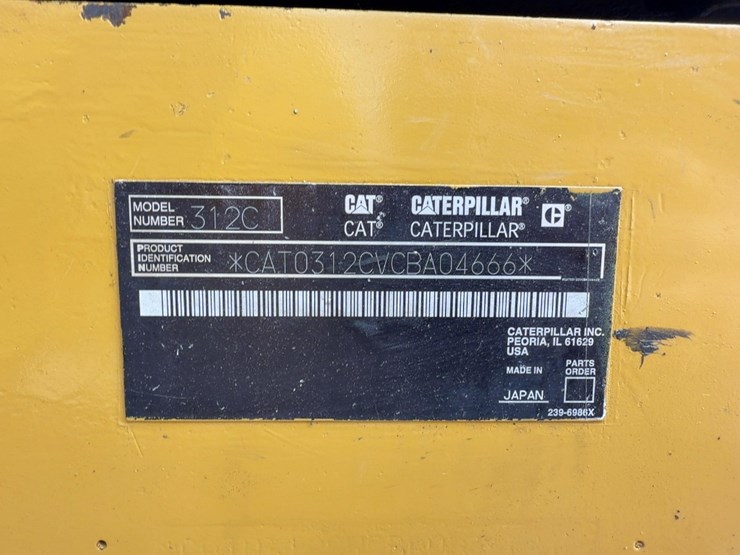 MODEL
NUMBER 312C
CAT® CATERPILLAR® C®
CAT® CATERPILLAR®
PRODUCT
IDENTIFICATION
NUMBER
*CAT0312CVCBA04666*
CATERPILLAR INC.
PEORIA, IL 61629
USA
MADE IN
JAPAN
PARTS
ORDER
239-6986X